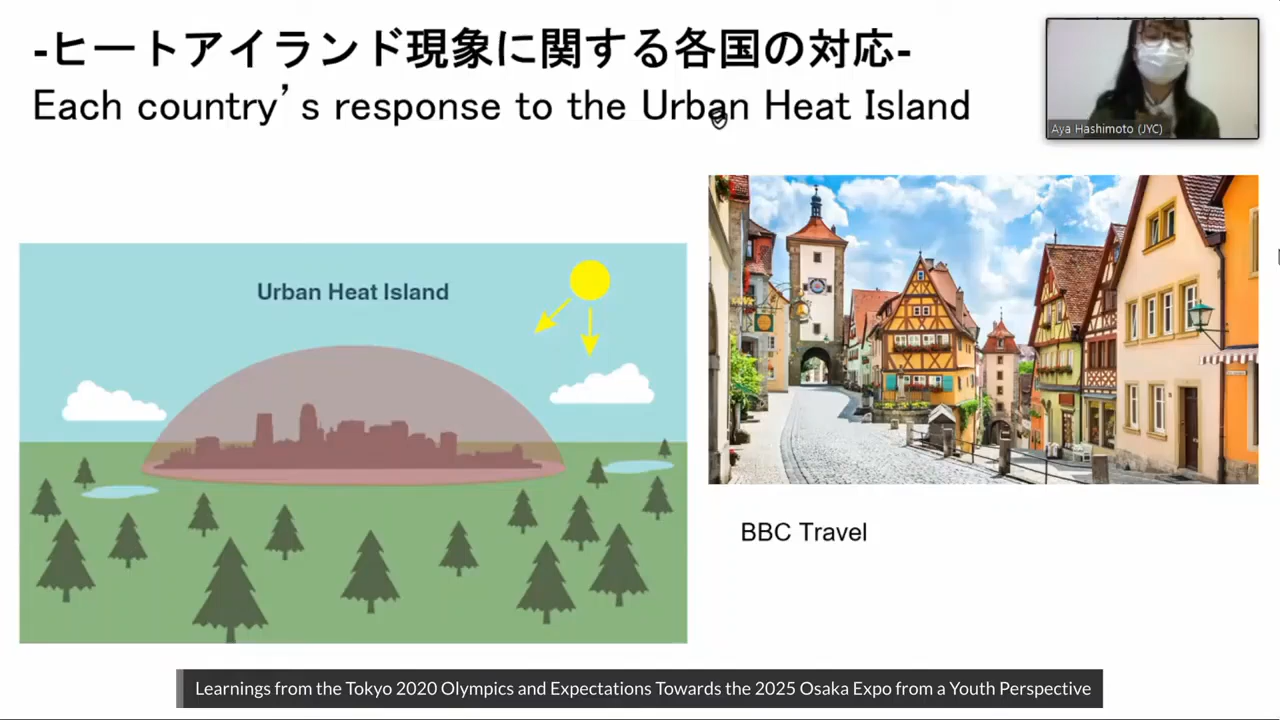 -ヒートアイランド現象に関する各国の対応-
Each country's response to the Urban Heat Island
Aya Hashimoto (JYC)
Urban Heat Island
BBC Travel
Learnings from the Tokyo 2020 Olympics and Expectations Towards the 2025 Osaka Expo from a Youth Perspective